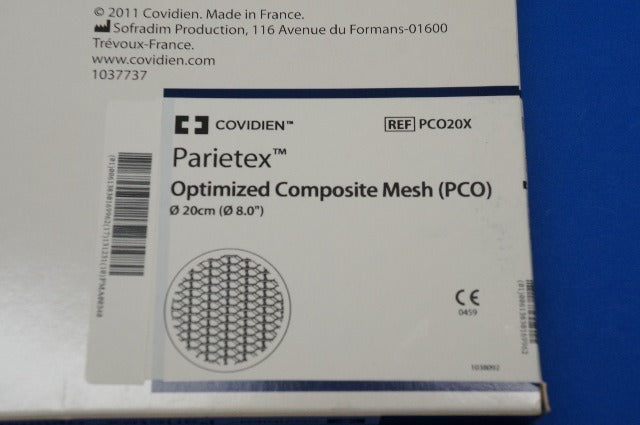 © 2011 Covidien. Made in France.
Sofradim Production, 116 Avenue du Formans-01600
Trévoux-France.
www.covidien.com
1037737
COVIDIEN™
REF PCO20X
Parietex™
Optimized Composite Mesh (PCO)
Ø 20cm (Ø 8.0")
CE
0459
1038092